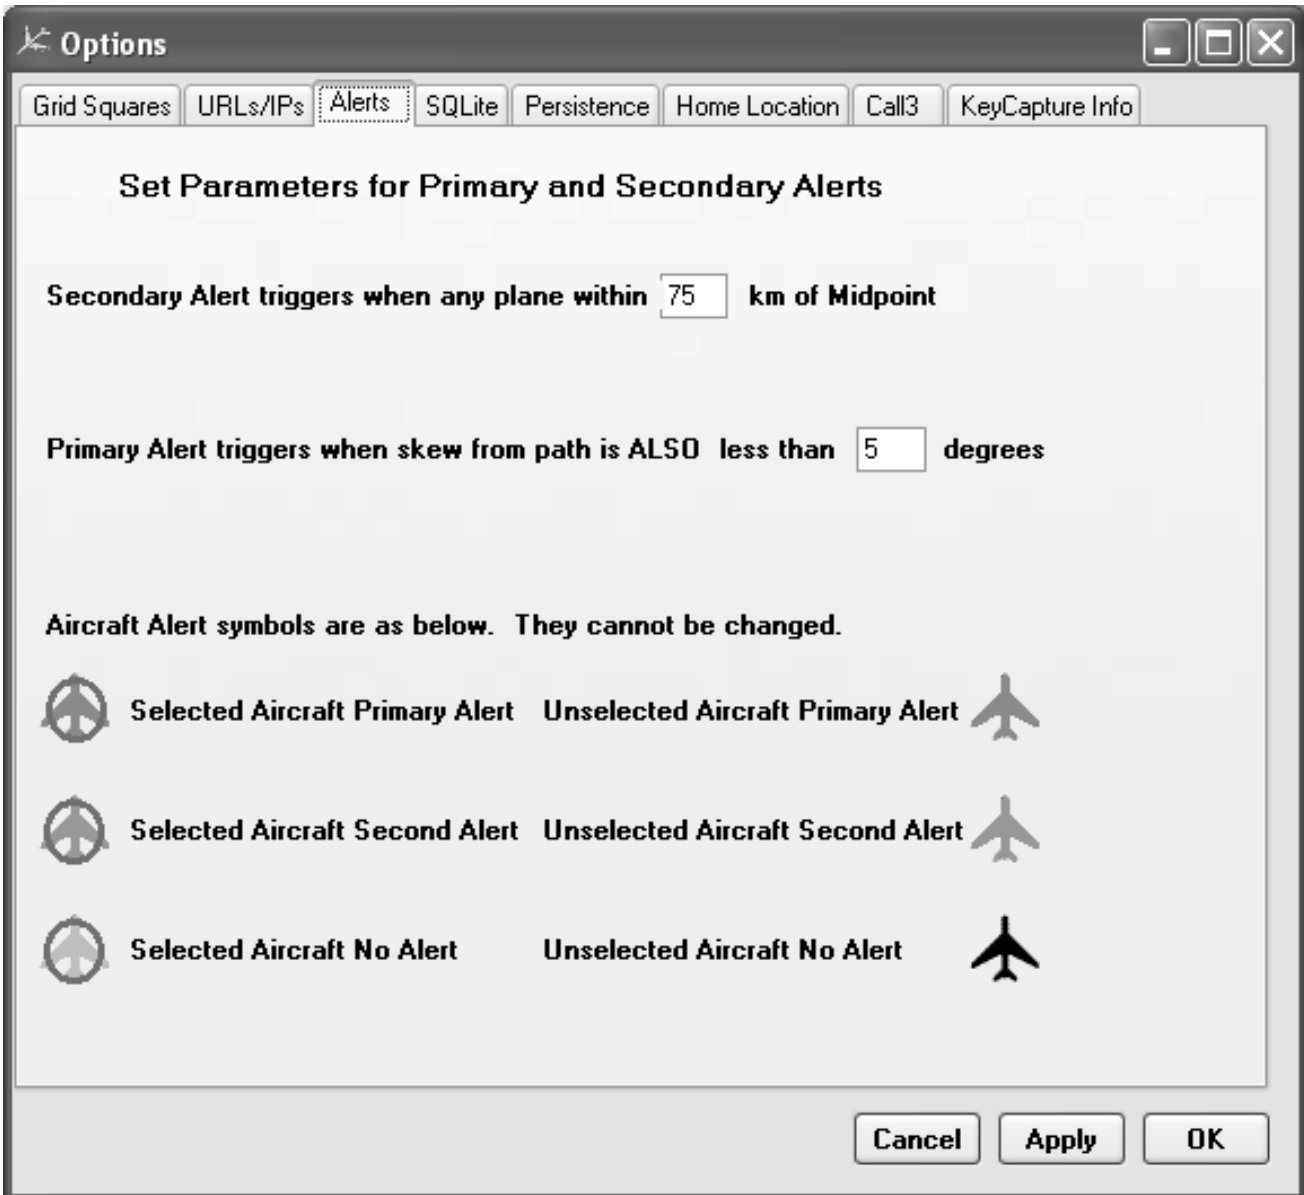 Options
Grid Squares URLs/IPs Alerts SQLite Persistence Home Location Call3 KeyCapture Info
Set Parameters for Primary and Secondary Alerts
Secondary Alert triggers when any plane within 75 km of Midpoint
Primary Alert triggers when skew from path is ALSO less than 5 degrees
Aircraft Alert symbols are as below. They cannot be changed.
Selected Aircraft Primary Alert Unselected Aircraft Primary Alert
Selected Aircraft Second Alert Unselected Aircraft Second Alert
Selected Aircraft No Alert Unselected Aircraft No Alert
Cancel Apply OK